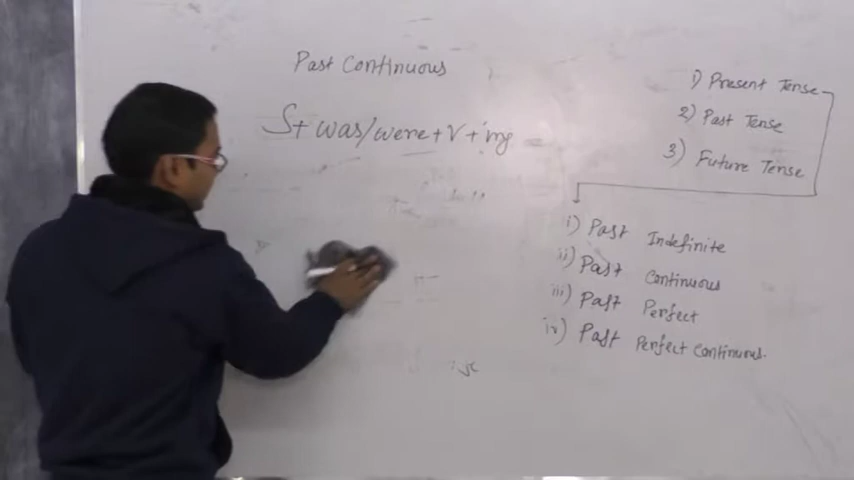 Past Continuous
S+ was/were+V+ing
1) Present Tense
2) Past Tense
3) Future Tense
i) Past Indefinite
ii) Past Continuous
iii) Past Perfect
iv) Past Perfect Continuous.